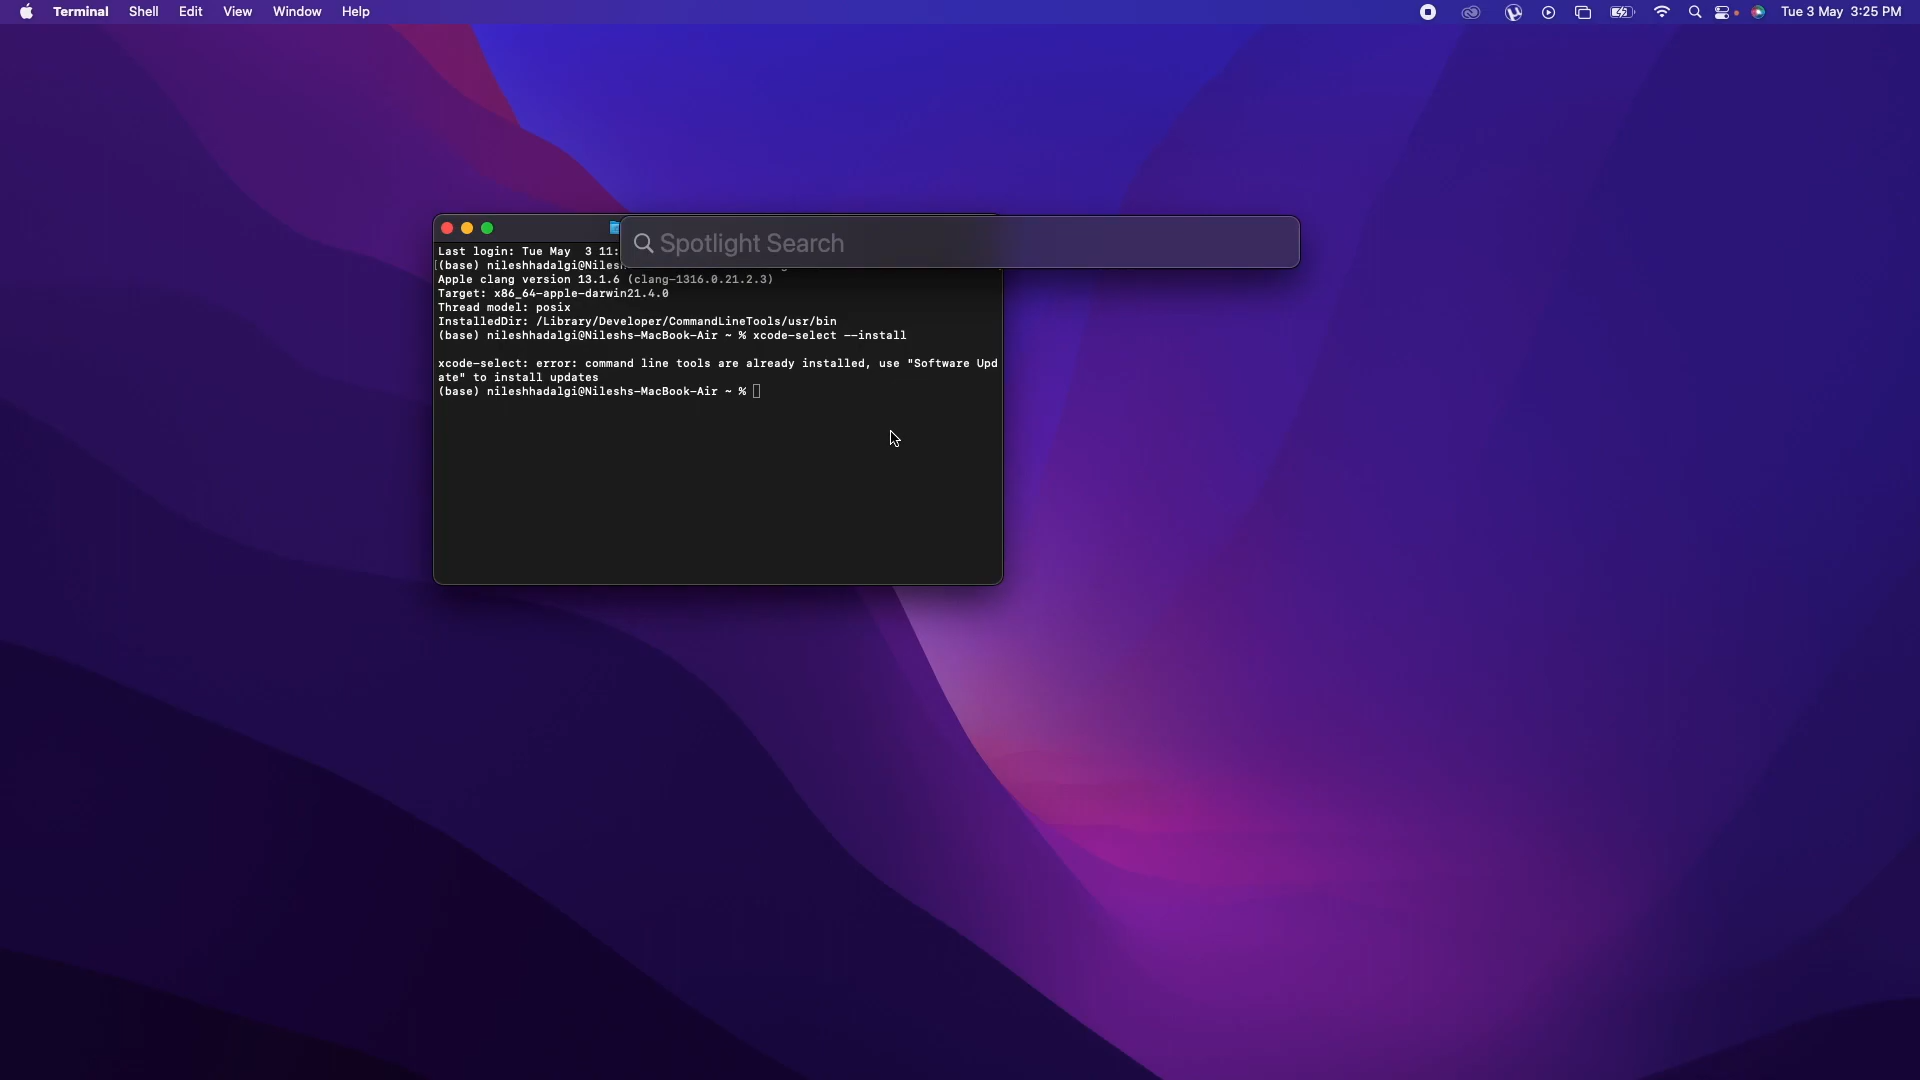 Terminal Shell Edit View Window Help Tue 3 May 3:25 PM
Spotlight Search
Last login: Tue May 3 11:
(base) nileshhadalgi@Niles
Apple clang version 13.1.6 (clang-1316.0.21.2.3)
Target: x86_64-apple-darwin21.4.0
Thread model: posix
InstalledDir: /Library/Developer/CommandLineTools/usr/bin
(base) nileshhadalgi@Nileshs-MacBook-Air ~ % xcode-select --install
xcode-select: error: command line tools are already installed, use "Software Upd
ate" to install updates
(base) nileshhadalgi@Nileshs-MacBook-Air ~ %